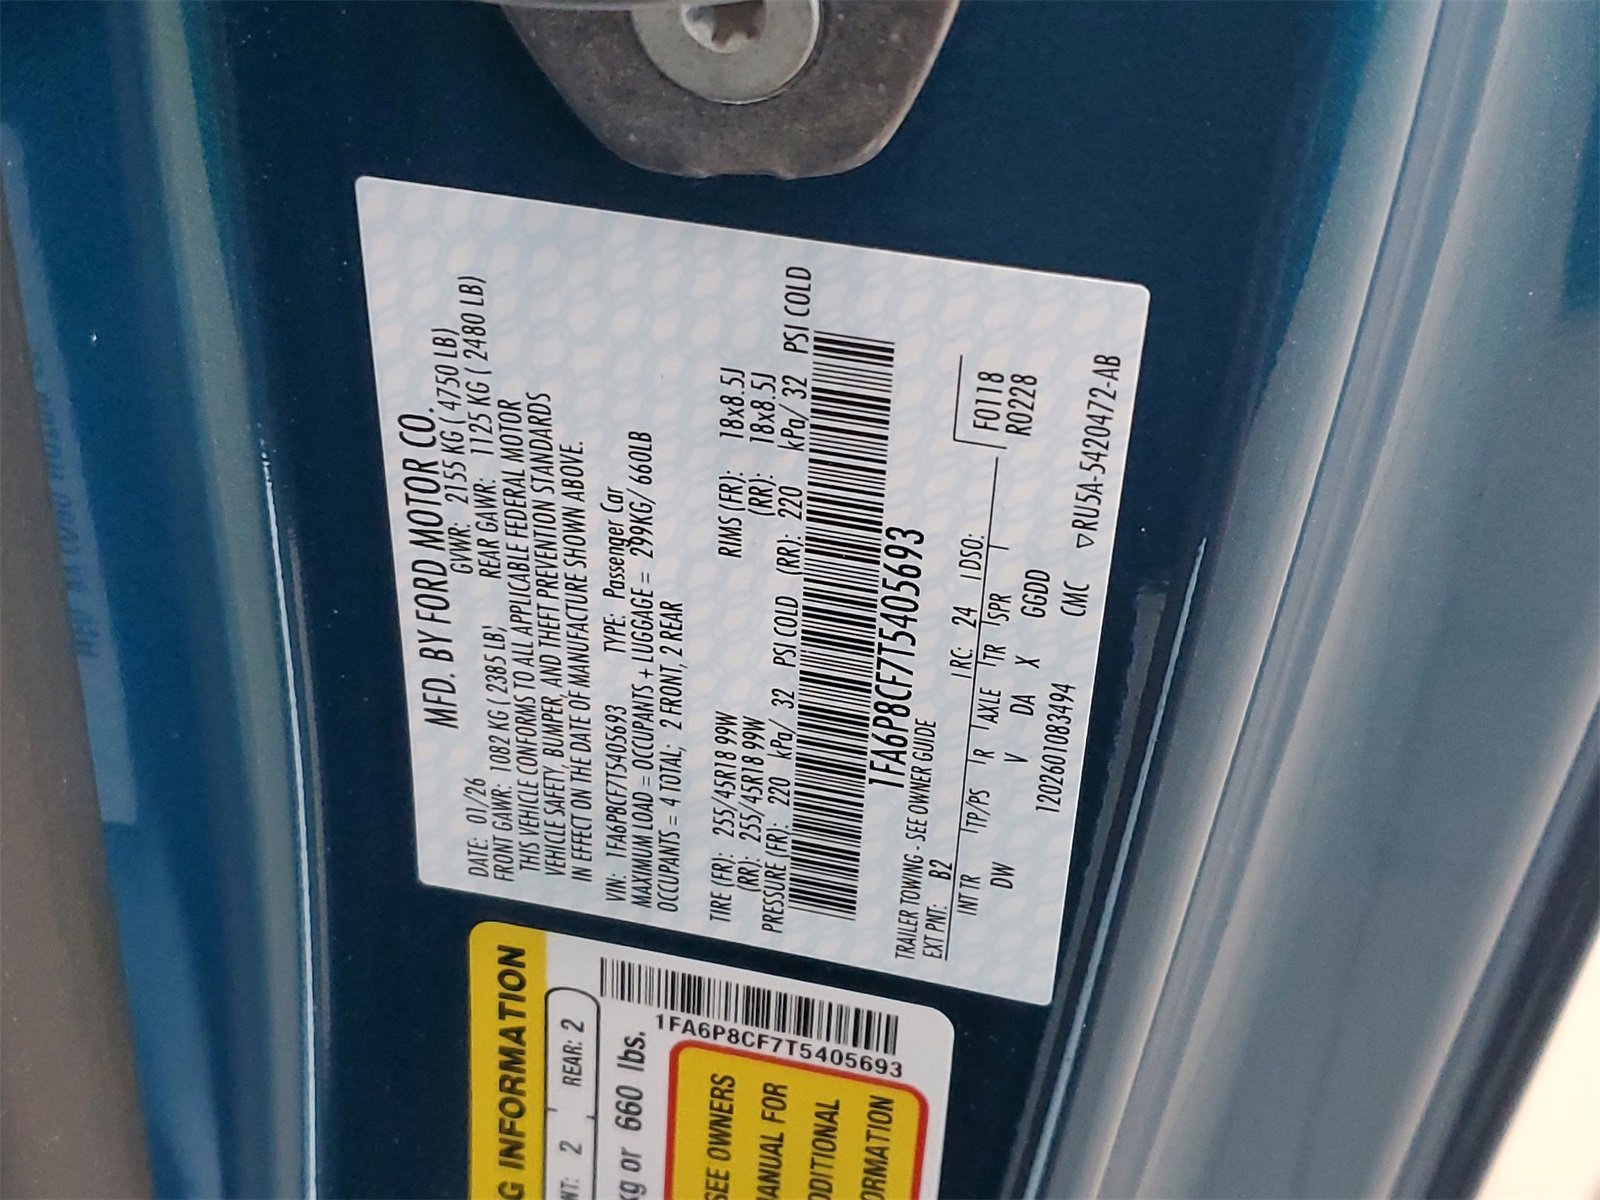 MFD. BY FORD MOTOR CO.
DATE: 01/26 GVWR: 2155 KG ( 4750 LB)
FRONT GAWR: 1082 KG ( 2385 LB), REAR GAWR: 1125 KG ( 2480 LB)
THIS VEHICLE CONFORMS TO ALL APPLICABLE FEDERAL MOTOR
VEHICLE SAFETY, BUMPER, AND THEFT PREVENTION STANDARDS
IN EFFECT ON THE DATE OF MANUFACTURE SHOWN ABOVE.
VIN: 1FA6P8CF7T5405693 TYPE: Passenger Car
MAXIMUM LOAD = OCCUPANTS + LUGGAGE = 299KG/ 660LB
OCCUPANTS = 4 TOTAL; 2 FRONT, 2 REAR
TIRE (FR): 255/45R18 99W RIMS (FR): 18x8.5J
(RR): 255/45R18 99W (RR): 18x8.5J
PRESSURE (FR): 220 kPa/ 32 PSI COLD (RR): 220 kPa/ 32 PSI COLD
1FA6P8CF7T5405693
TRAILER TOWING - SEE OWNER GUIDE
EXT PNT: B2 RC: 24 DSO: F0118
INT TR TP/PS R AXLE TR SPR R0228
DW V DA X GGDD
1202601083494 CMC ▽RU5A-5420472-AB
G INFORMATION
NT: 2 REAR: 2
kg or 660 lbs.
1FA6P8CF7T5405693
SEE OWNERS
ANUAL FOR
DDITIONAL
ORMATION